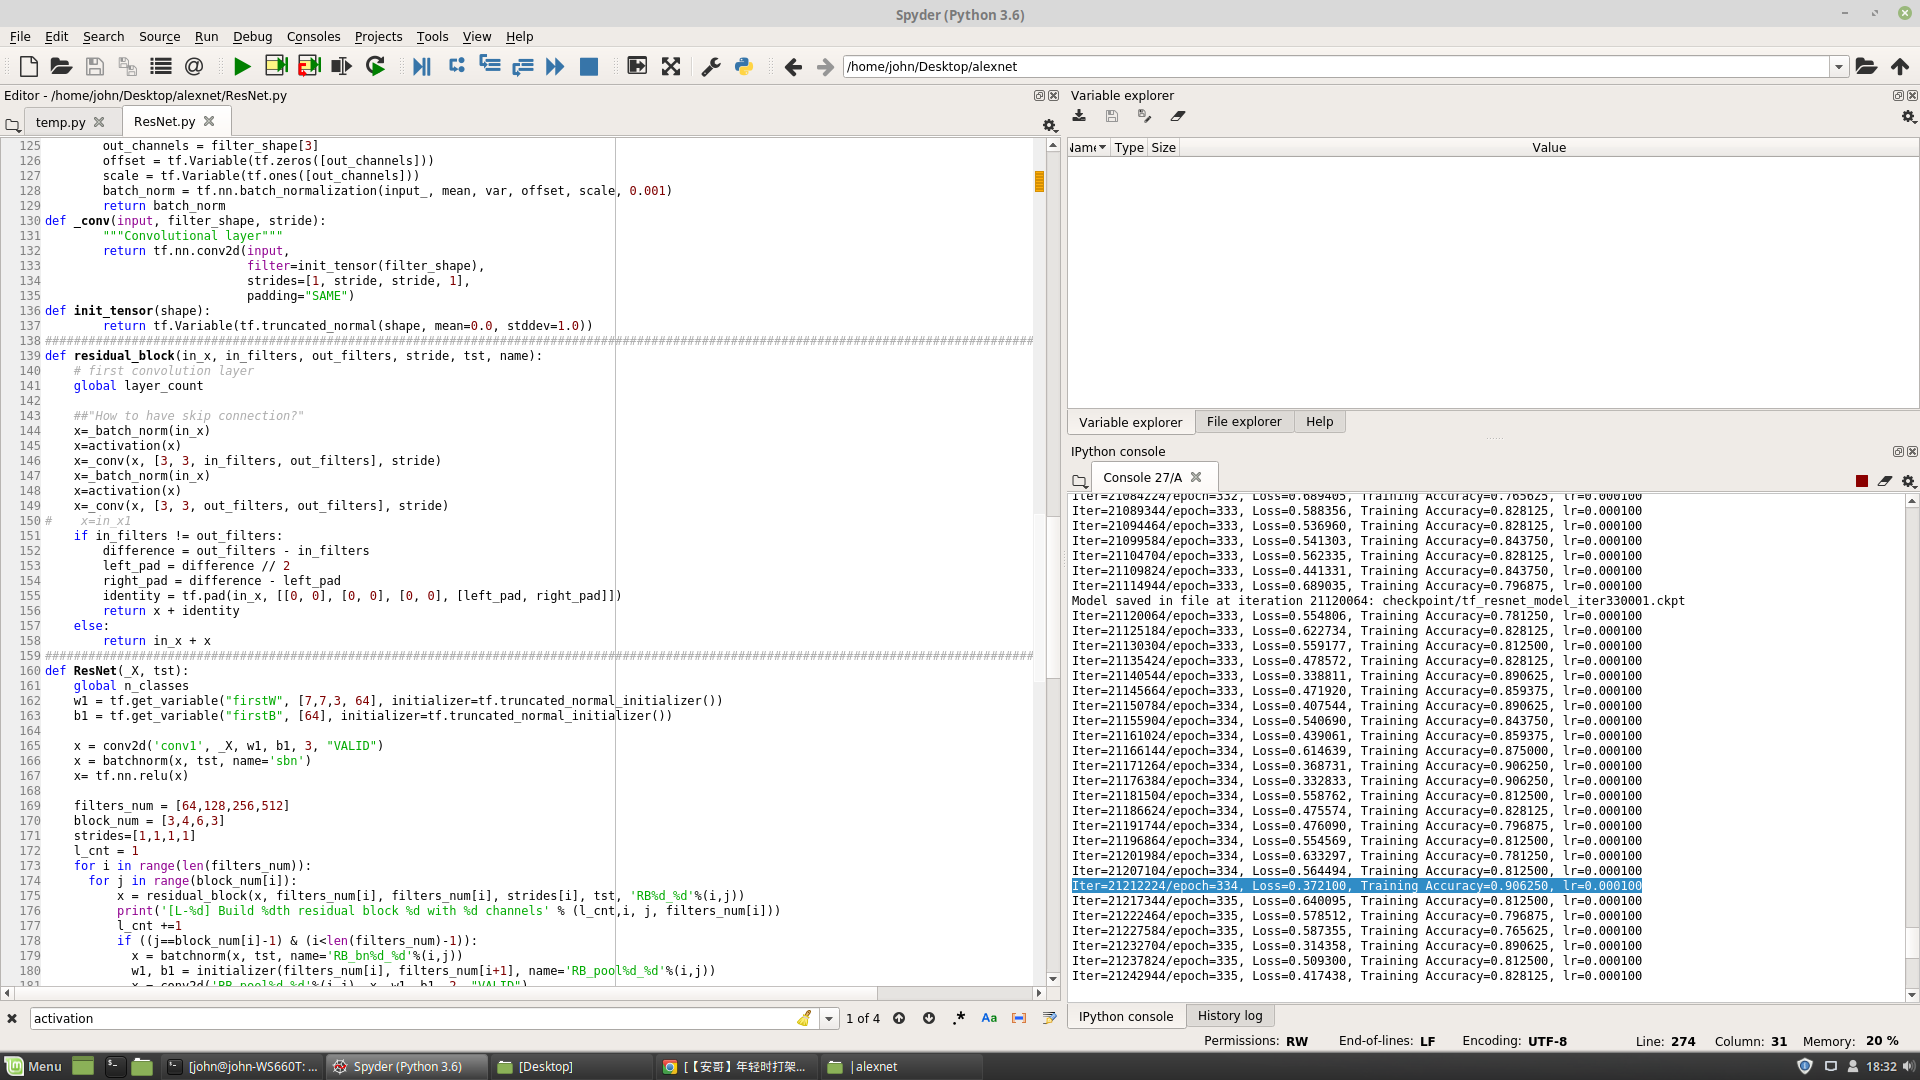 Spyder (Python 3.6)
File Edit Search Source Run Debug Consoles Projects Tools View Help
/home/john/Desktop/alexnet
Editor - /home/john/Desktop/alexnet/ResNet.py
temp.py ResNet.py
125 out_channels = filter_shape[3]
126 offset = tf.Variable(tf.zeros([out_channels]))
127 scale = tf.Variable(tf.ones([out_channels]))
128 batch_norm = tf.nn.batch_normalization(input_, mean, var, offset, scale, 0.001)
129 return batch_norm
130 def _conv(input, filter_shape, stride):
131 """Convolutional layer"""
132 return tf.nn.conv2d(input,
133 filter=init_tensor(filter_shape),
134 strides=[1, stride, stride, 1],
135 padding="SAME")
136 def init_tensor(shape):
137 return tf.Variable(tf.truncated_normal(shape, mean=0.0, stddev=1.0))
138
139 def residual_block(in_x, in_filters, out_filters, stride, tst, name):
140 # first convolution layer
141 global layer_count
142
143 ##"How to have skip connection?"
144 x=_batch_norm(in_x)
145 x=activation(x)
146 x=_conv(x, [3, 3, in_filters, out_filters], stride)
147 x=_batch_norm(in_x)
148 x=activation(x)
149 x=_conv(x, [3, 3, out_filters, out_filters], stride)
150 # x=in_x1
151 if in_filters != out_filters:
152 difference = out_filters - in_filters
153 left_pad = difference // 2
154 right_pad = difference - left_pad
155 identity = tf.pad(in_x, [[0, 0], [0, 0], [0, 0], [left_pad, right_pad]])
156 return x + identity
157 else:
158 return in_x + x
159
160 def ResNet(_X, tst):
161 global n_classes
162 w1 = tf.get_variable("firstW", [7,7,3, 64], initializer=tf.truncated_normal_initializer())
163 b1 = tf.get_variable("firstB", [64], initializer=tf.truncated_normal_initializer())
164
165 x = conv2d('conv1', _X, w1, b1, 3, "VALID")
166 x = batchnorm(x, tst, name='sbn')
167 x= tf.nn.relu(x)
168
169 filters_num = [64,128,256,512]
170 block_num = [3,4,6,3]
171 strides=[1,1,1,1]
172 l_cnt = 1
173 for i in range(len(filters_num)):
174 for j in range(block_num[i]):
175 x = residual_block(x, filters_num[i], filters_num[i], strides[i], tst, 'RB%d_%d'%(i,j))
176 print('[L-%d] Build %dth residual block %d with %d channels' % (l_cnt,i, j, filters_num[i]))
177 l_cnt +=1
178 if ((j==block_num[i]-1) & (i<len(filters_num)-1)):
179 x = batchnorm(x, tst, name='RB_bn%d_%d'%(i,j))
180 w1, b1 = initializer(filters_num[i], filters_num[i+1], name='RB_pool%d_%d'%(i,j))
181 x = conv2d('RB_pool%d_%d'%(i,j), x, w1, b1, 2, "VALID")
activation
1 of 4
Aa
Variable explorer
Name Type Size Value
Variable explorer File explorer Help
IPython console
Console 27/A
Iter=21084224/epoch=332, Loss=0.689405, Training Accuracy=0.765625, lr=0.000100
Iter=21089344/epoch=333, Loss=0.588356, Training Accuracy=0.828125, lr=0.000100
Iter=21094464/epoch=333, Loss=0.536960, Training Accuracy=0.828125, lr=0.000100
Iter=21099584/epoch=333, Loss=0.541303, Training Accuracy=0.843750, lr=0.000100
Iter=21104704/epoch=333, Loss=0.562335, Training Accuracy=0.828125, lr=0.000100
Iter=21109824/epoch=333, Loss=0.441331, Training Accuracy=0.843750, lr=0.000100
Iter=21114944/epoch=333, Loss=0.689035, Training Accuracy=0.796875, lr=0.000100
Model saved in file at iteration 21120064: checkpoint/tf_resnet_model_iter330001.ckpt
Iter=21120064/epoch=333, Loss=0.554806, Training Accuracy=0.781250, lr=0.000100
Iter=21125184/epoch=333, Loss=0.622734, Training Accuracy=0.828125, lr=0.000100
Iter=21130304/epoch=333, Loss=0.559177, Training Accuracy=0.812500, lr=0.000100
Iter=21135424/epoch=333, Loss=0.478572, Training Accuracy=0.828125, lr=0.000100
Iter=21140544/epoch=333, Loss=0.338811, Training Accuracy=0.890625, lr=0.000100
Iter=21145664/epoch=333, Loss=0.471920, Training Accuracy=0.859375, lr=0.000100
Iter=21150784/epoch=334, Loss=0.407544, Training Accuracy=0.890625, lr=0.000100
Iter=21155904/epoch=334, Loss=0.540690, Training Accuracy=0.843750, lr=0.000100
Iter=21161024/epoch=334, Loss=0.439061, Training Accuracy=0.859375, lr=0.000100
Iter=21166144/epoch=334, Loss=0.614639, Training Accuracy=0.875000, lr=0.000100
Iter=21171264/epoch=334, Loss=0.368731, Training Accuracy=0.906250, lr=0.000100
Iter=21176384/epoch=334, Loss=0.332833, Training Accuracy=0.906250, lr=0.000100
Iter=21181504/epoch=334, Loss=0.558762, Training Accuracy=0.812500, lr=0.000100
Iter=21186624/epoch=334, Loss=0.475574, Training Accuracy=0.828125, lr=0.000100
Iter=21191744/epoch=334, Loss=0.476090, Training Accuracy=0.796875, lr=0.000100
Iter=21196864/epoch=334, Loss=0.554569, Training Accuracy=0.812500, lr=0.000100
Iter=21201984/epoch=334, Loss=0.633297, Training Accuracy=0.781250, lr=0.000100
Iter=21207104/epoch=334, Loss=0.564494, Training Accuracy=0.812500, lr=0.000100
Iter=21212224/epoch=334, Loss=0.372100, Training Accuracy=0.906250, lr=0.000100
Iter=21217344/epoch=335, Loss=0.640095, Training Accuracy=0.812500, lr=0.000100
Iter=21222464/epoch=335, Loss=0.578512, Training Accuracy=0.796875, lr=0.000100
Iter=21227584/epoch=335, Loss=0.587355, Training Accuracy=0.765625, lr=0.000100
Iter=21232704/epoch=335, Loss=0.314358, Training Accuracy=0.890625, lr=0.000100
Iter=21237824/epoch=335, Loss=0.509300, Training Accuracy=0.812500, lr=0.000100
Iter=21242944/epoch=335, Loss=0.417438, Training Accuracy=0.828125, lr=0.000100
IPython console History log
Permissions: RW End-of-lines: LF Encoding: UTF-8 Line: 274 Column: 31 Memory: 20 %
Menu [john@john-WS660T: ... Spyder (Python 3.6) [Desktop] [【安哥】年轻时打架... alexnet 18:32